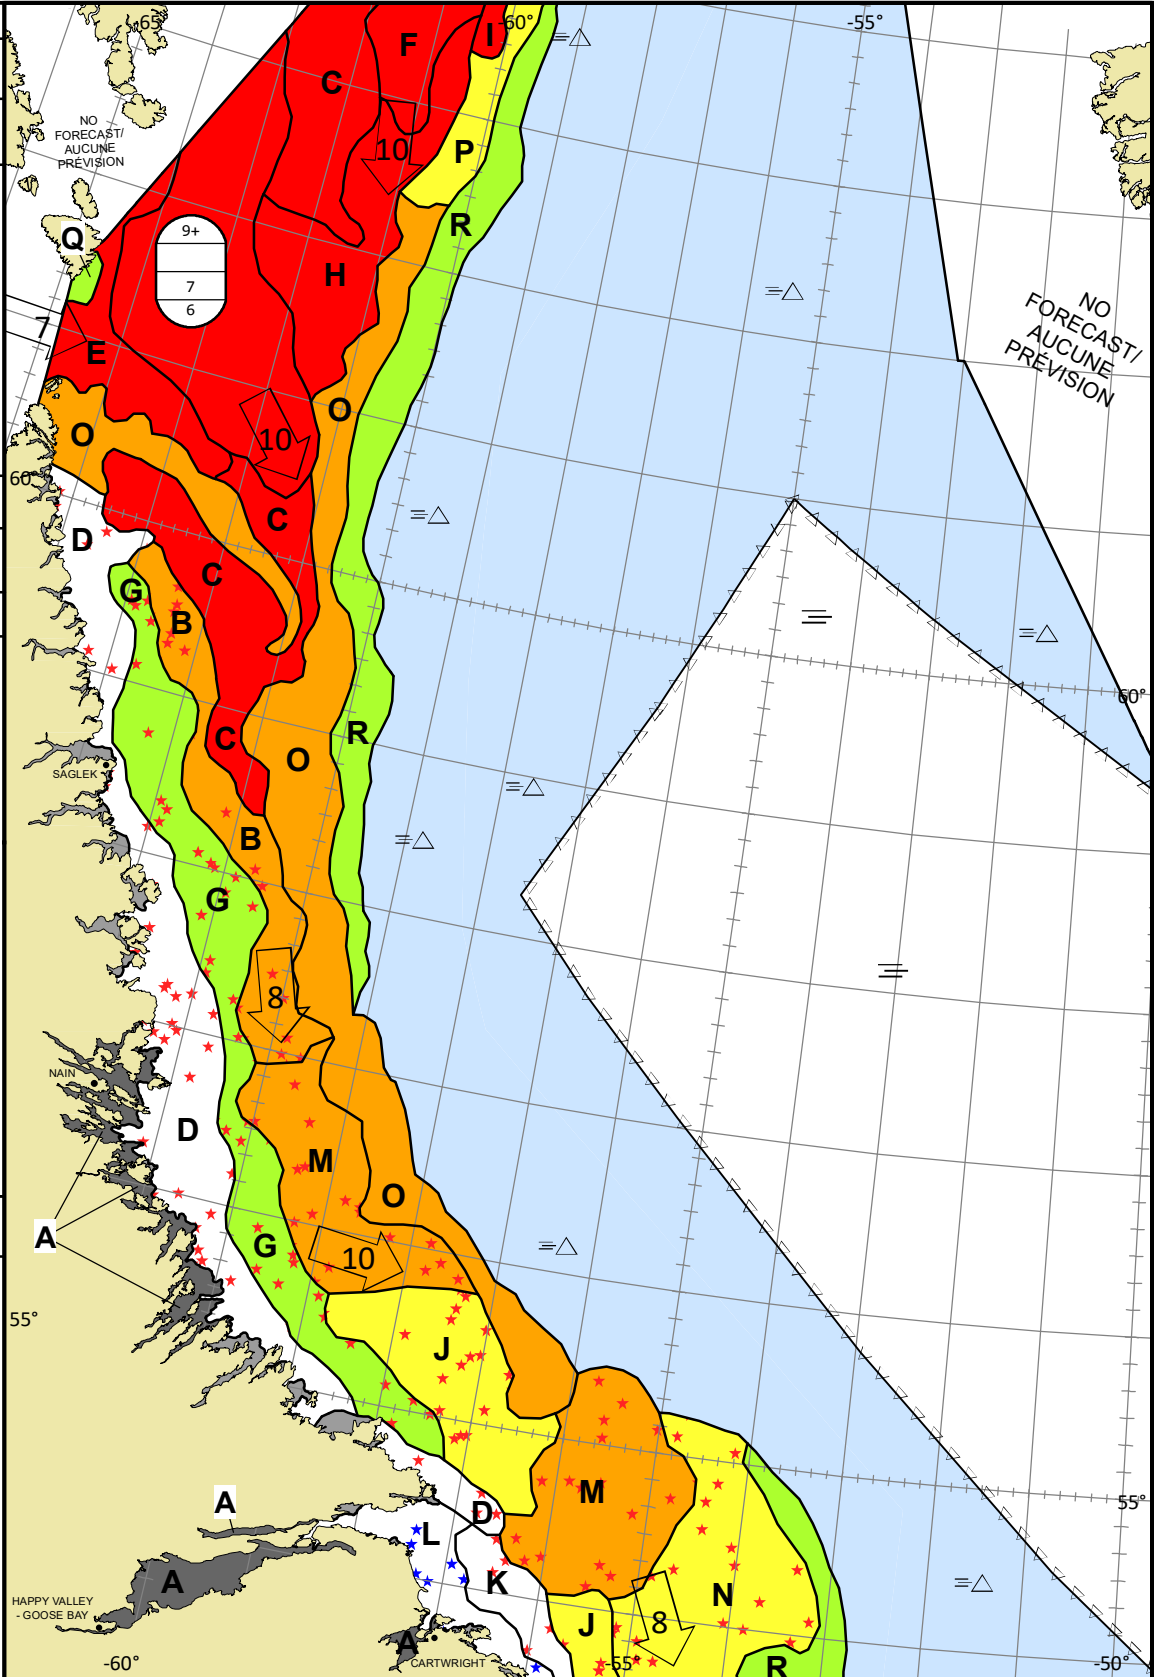 -65°
-60°
-55°
F
I
C
NO
FORECAST/
AUCUNE
PRÉVISION
10
P
R
Q
9+
7
6
H
NO
FORECAST/
AUCUNE
PRÉVISION
7
E
O
O
10
60°
C
D
C
G
B
60°
C
R
O
SAGLEK
B
G
8
NAIN
D
M
O
A
G
10
55°
J
M
55°
A
D
L
A
K
N
HAPPY VALLEY
- GOOSE BAY
J
8
A
CARTWRIGHT
-60°
-55°
R
-50°